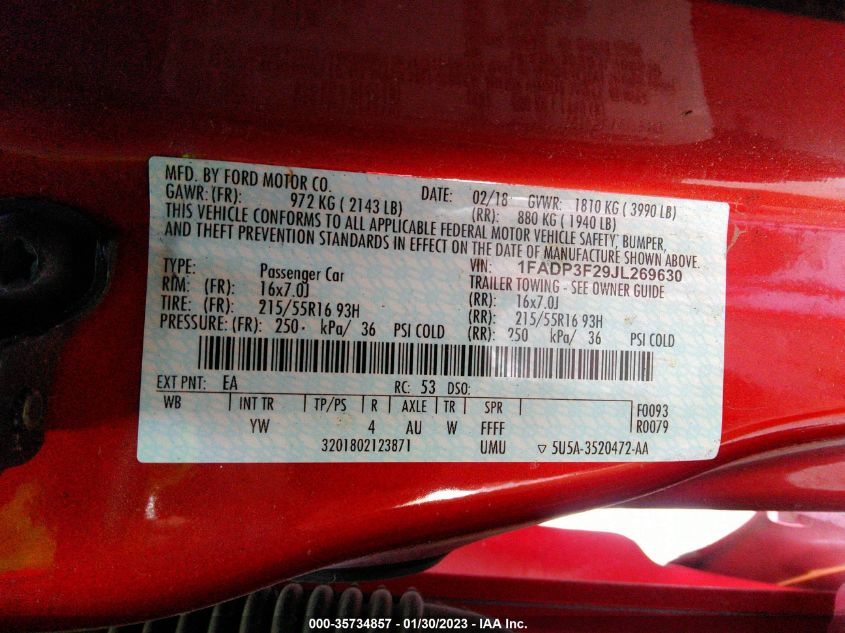 MFD. BY FORD MOTOR CO.
DATE: 02/18 GVWR: 1810 KG ( 3990 LB)
GAWR: (FR): 972 KG ( 2143 LB) (RR): 880 KG ( 1940 LB)
THIS VEHICLE CONFORMS TO ALL APPLICABLE FEDERAL MOTOR VEHICLE SAFETY, BUMPER,
AND THEFT PREVENTION STANDARDS IN EFFECT ON THE DATE OF MANUFACTURE SHOWN ABOVE.
VIN: 1FADP3F29JL269630
TYPE: Passenger Car TRAILER TOWING - SEE OWNER GUIDE
RIM: (FR): 16x7.0J (RR): 16x7.0J
TIRE: (FR): 215/55R16 93H (RR): 215/55R16 93H
PRESSURE: (FR): 250 kPa/ 36 PSI COLD (RR): 250 kPa/ 36 PSI COLD
EXT PNT: EA RC: 53 DSO:
WB INT TR TP/PS R AXLE TR SPR F0093
YW 4 AU W FFFF R0079
3201802123871 UMU ▽ 5U5A-3520472-AA
000-35734857 - 01/30/2023 - IAA Inc.